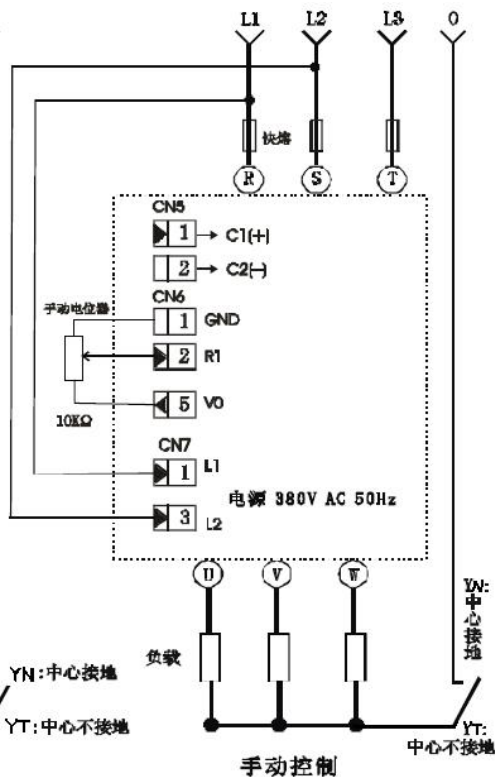 L1 L2 L3 0
快熔
R S T
CN5
1 C1(+)
2 C2(-)
CN6
手动电位器
1 GND
2 R1
5 V0
10KΩ
CN7
1 L1
电源 380V AC 50Hz
3 L2
U V W
YN:中心接地
负载
YN:中心接地
YT:中心不接地
YT:
中心不接地
手动控制